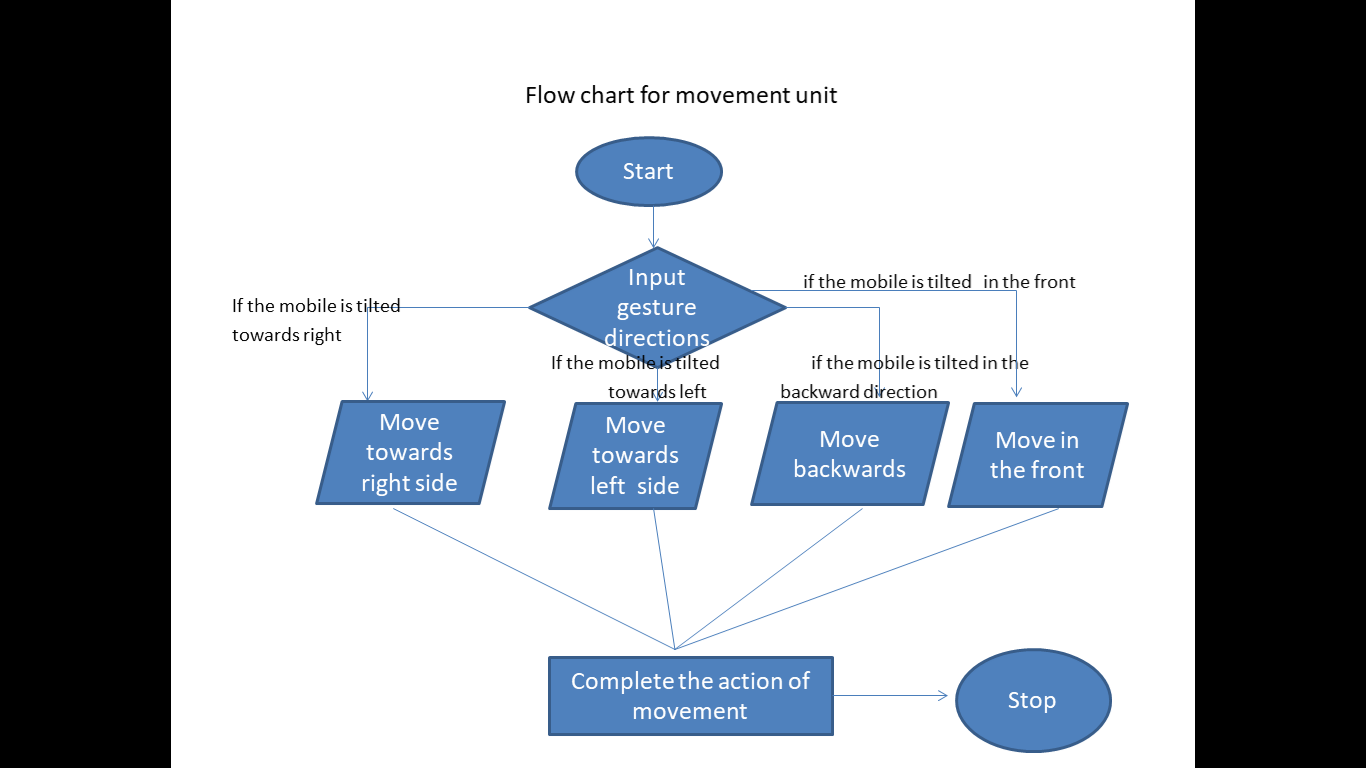 Flow chart for movement unit
Start
Input
gesture
directions
if the mobile is tilted in the front
If the mobile is tilted
towards right
If the mobile is tilted
towards left
if the mobile is tilted in the
backward direction
Move
towards
right side
Move
towards
left side
Move
backwards
Move in
the front
Complete the action of
movement
Stop